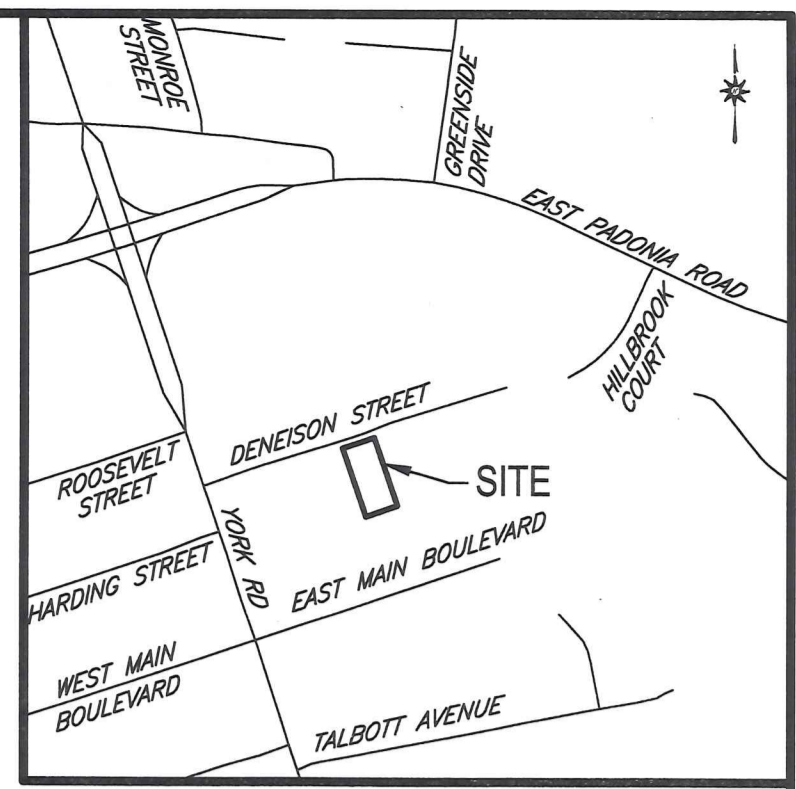 MONROE
STREET
GREENSIDE
DRIVE
N
EAST PADONIA ROAD
HILLBROOK
COURT
DENEISON STREET
ROOSEVELT
STREET
SITE
YORK RD
HARDING STREET
EAST MAIN BOULEVARD
WEST MAIN
BOULEVARD
TALBOTT AVENUE